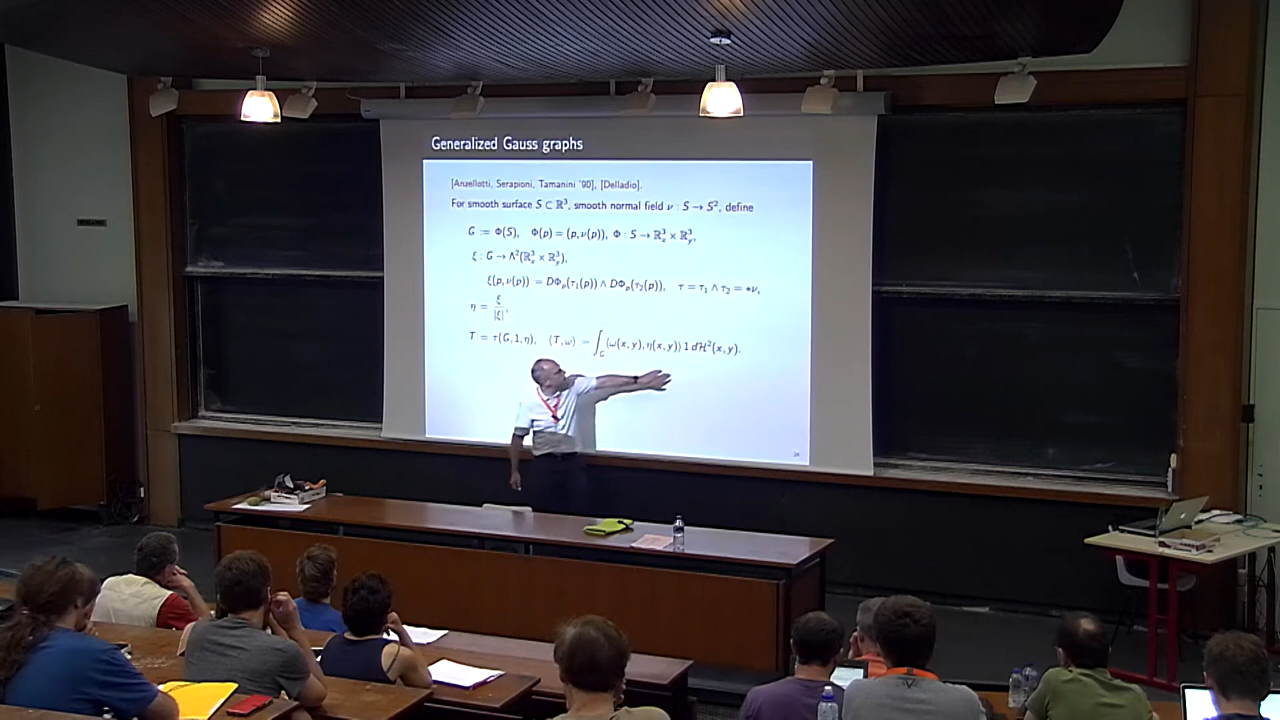 Generalized Gauss graphs
[Anzellotti, Serapioni, Tamanini '90], [Delladio].
For smooth surface S ⊂ ℝ³, smooth normal field ν : S → S², define
G := Φ(S), Φ(p) = (p, ν(p)), Φ : S → ℝ³ₓ × ℝ³ᵧ,
ξ : G → Λ²(ℝ³ₓ × ℝ³ᵧ),
ξ(p, ν(p)) = DΦₚ(τ₁(p)) ∧ DΦₚ(τ₂(p)), τ = τ₁ ∧ τ₂ = ∗ν,
η = ξ/|ξ|,
T = τ(G, 1, η), ⟨T, ω⟩ = ∫_G ⟨ω(x, y), η(x, y)⟩ 1 dℋ²(x, y).